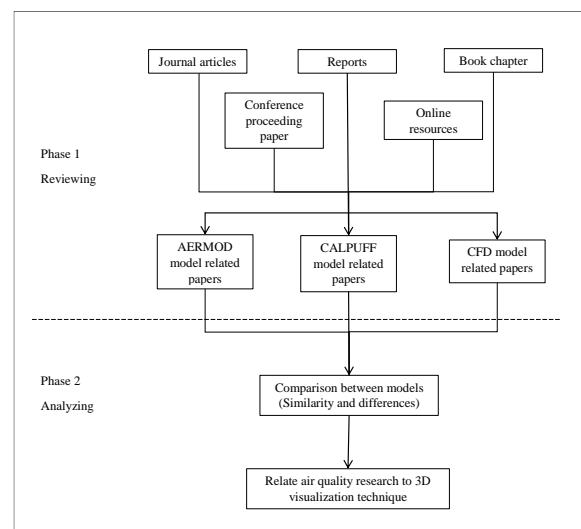 Journal articles
Reports
Book chapter
Conference
proceeding
paper
Online
resources
Phase 1
Reviewing
AERMOD
model related
papers
CALPUFF
model related
papers
CFD model
related papers
Phase 2
Analyzing
Comparison between models
(Similarity and differences)
Relate air quality research to 3D
visualization technique